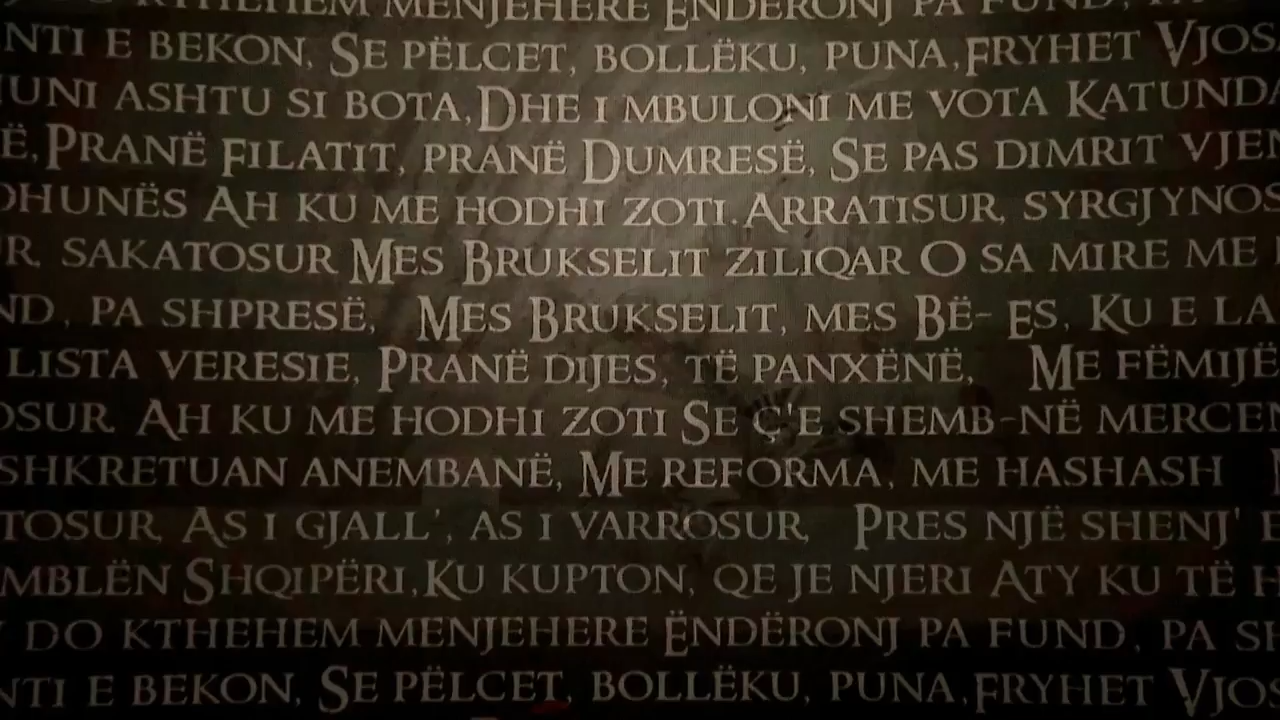 KTHEHEM MENJEHERE ËNDËRONJ PA FUND, PA
NTI E BEKON, SE PËLCET, BOLLËKU, PUNA, FRYHET VJOS
UNI ASHTU SI BOTA, DHE I MBULONI ME VOTA KATUNDA
Ë, PRANË FILATIT, PRANË DUMRESË, SE PAS DIMRIT VJEN
DHUNËS AH KU ME HODHI ZOTI. ARRATISUR, SYRGJYNOS
R, SAKATOSUR MES BRUKSELIT ZILIQAR O SA MIRE ME
ND, PA SHPRESË, MES BRUKSELIT, MES BË- ES, KU E LA
LISTA VERESIE, PRANË DIJES, TË PANXËNË, ME FËMIJË
OSUR AH KU ME HODHI ZOTI SE Ç'E SHEMB-NË MERCEN
SHKRETUAN ANEMBANË, ME REFORMA, ME HASHASH
TOSUR, AS I GJALL', AS I VARROSUR, PRES NJË SHENJ' E
MBLËN SHQIPËRI, KU KUPTON, QE JE NJERI ATY KU TË H
DO KTHEHEM MENJEHERE ËNDËRONJ PA FUND, PA SH
NTI E BEKON, SE PËLCET, BOLLËKU, PUNA, FRYHET VJOS